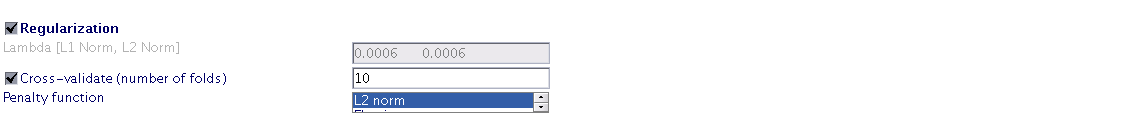 Regularization
Lambda [L1 Norm, L2 Norm] 0.0006 0.0006
Cross-validate (number of folds) 10
Penalty function L2 norm